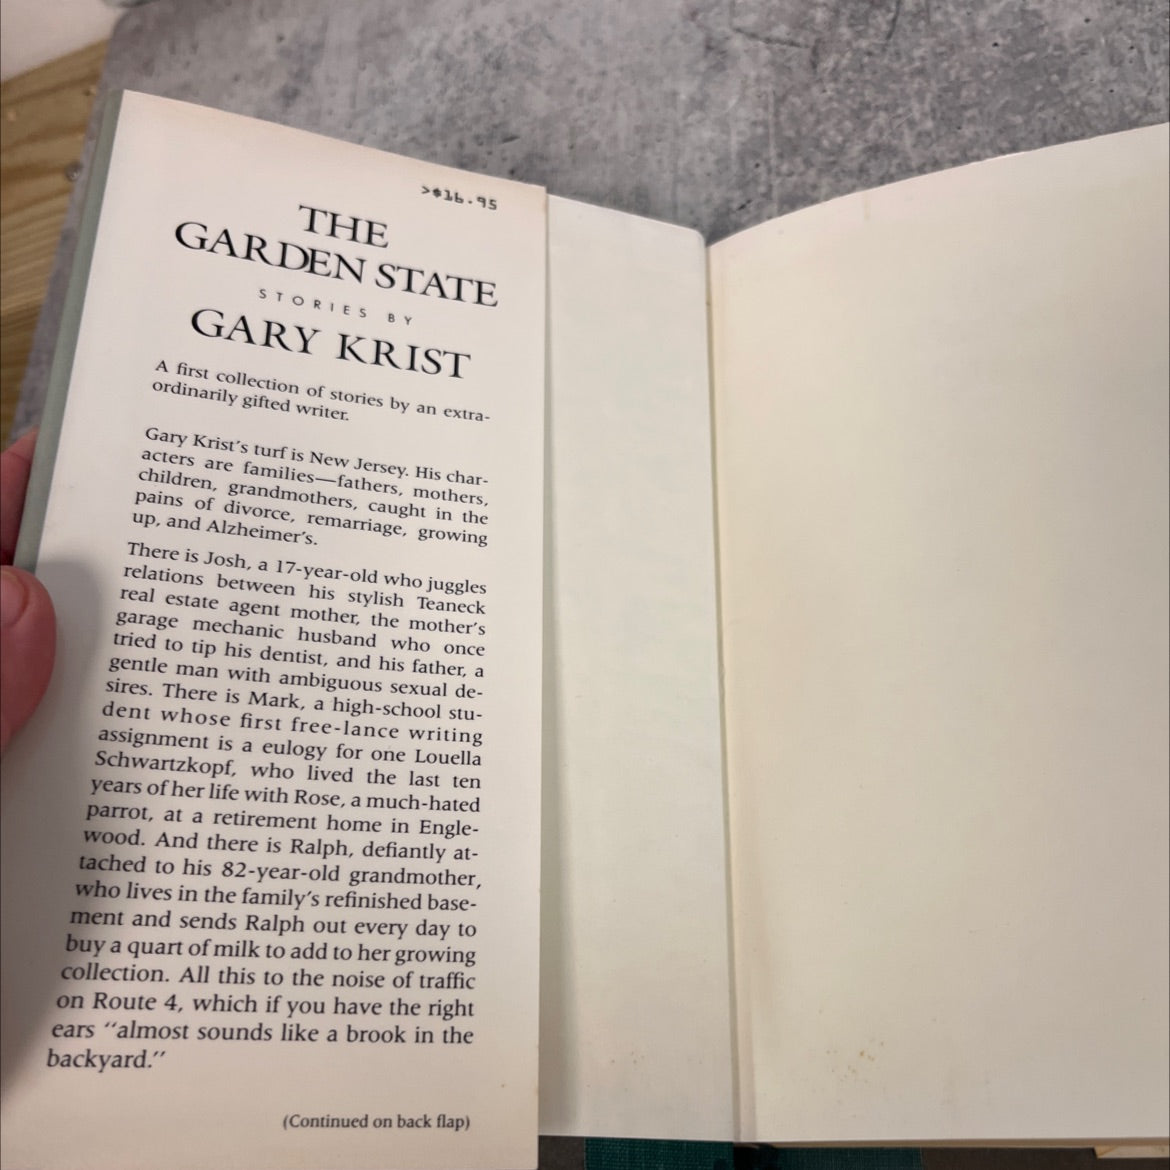 >$16.95
THE
GARDEN STATE
STORIES BY
GARY KRIST
A first collection of stories by an extra-
ordinarily gifted writer.
Gary Krist's turf is New Jersey. His char-
acters are families—fathers, mothers,
children, grandmothers, caught in the
pains of divorce, remarriage, growing
up, and Alzheimer's.
There is Josh, a 17-year-old who juggles
relations between his stylish Teaneck
real estate agent mother, the mother's
garage mechanic husband who once
tried to tip his dentist, and his father, a
gentle man with ambiguous sexual de-
sires. There is Mark, a high-school stu-
dent whose first free-lance writing
assignment is a eulogy for one Louella
Schwartzkopf, who lived the last ten
years of her life with Rose, a much-hated
parrot, at a retirement home in Engle-
wood. And there is Ralph, defiantly at-
tached to his 82-year-old grandmother,
who lives in the family's refinished base-
ment and sends Ralph out every day to
buy a quart of milk to add to her growing
collection. All this to the noise of traffic
on Route 4, which if you have the right
ears "almost sounds like a brook in the
backyard."
(Continued on back flap)